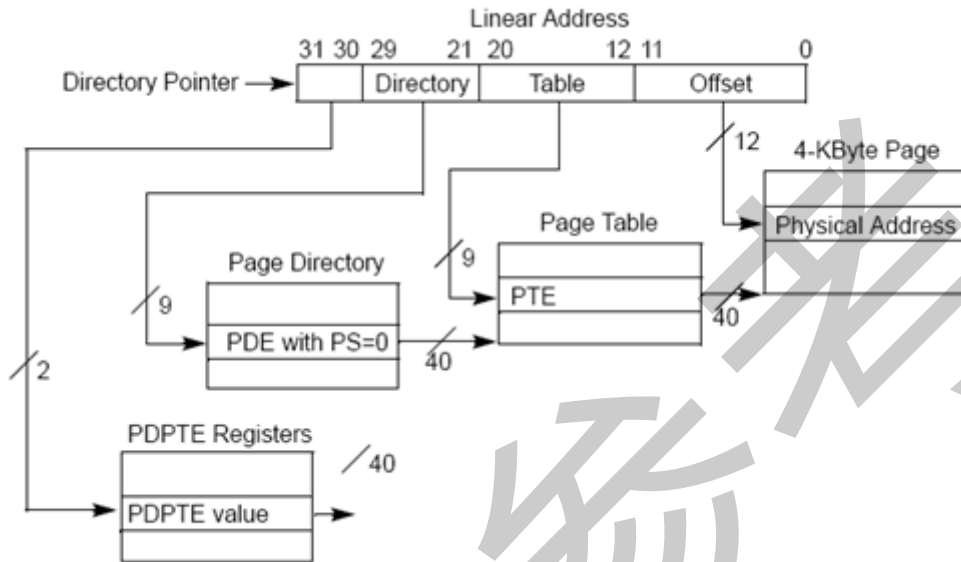 Linear Address
31 30 29 21 20 12 11 0
Directory Pointer Directory Table Offset
12
4-KByte Page
Physical Address
Page Table
9
PTE
40
Page Directory
9
PDE with PS=0
40
2
PDPTE Registers
40
PDPTE value